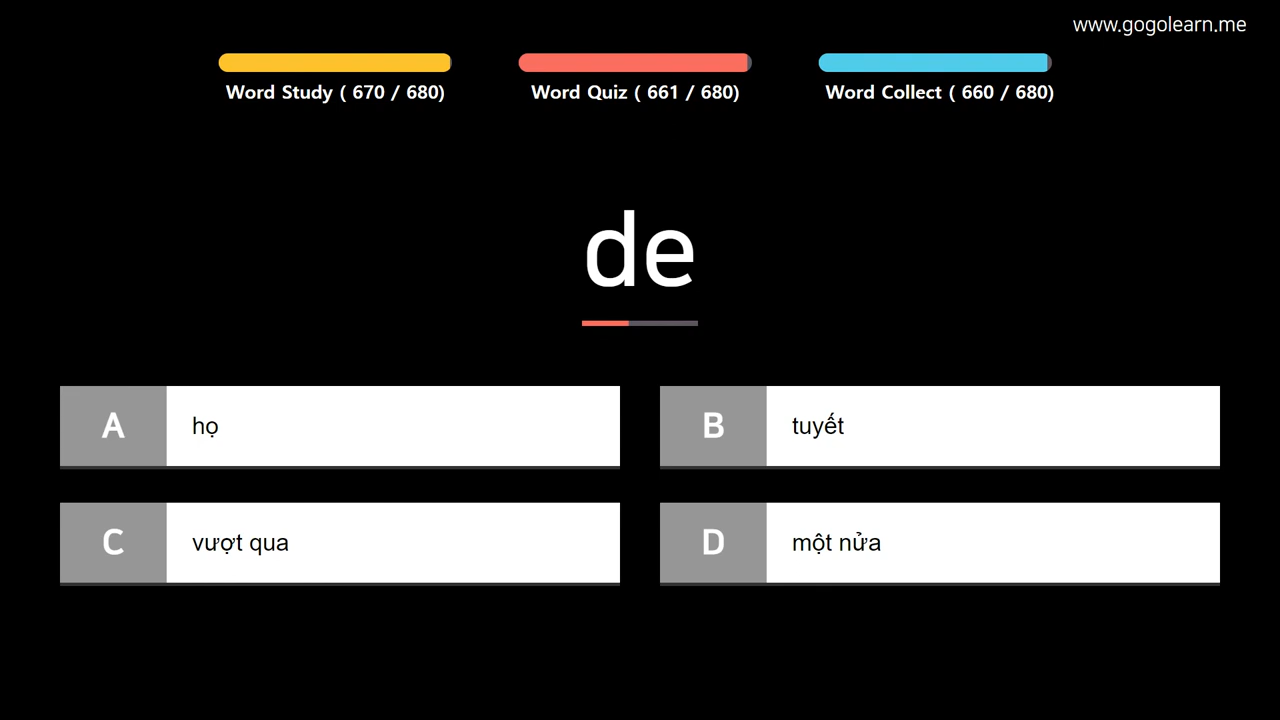 www.gogolearn.me
Word Study ( 670 / 680)
Word Quiz ( 661 / 680)
Word Collect ( 660 / 680)
de
A họ
B tuyết
C vượt qua
D một nửa